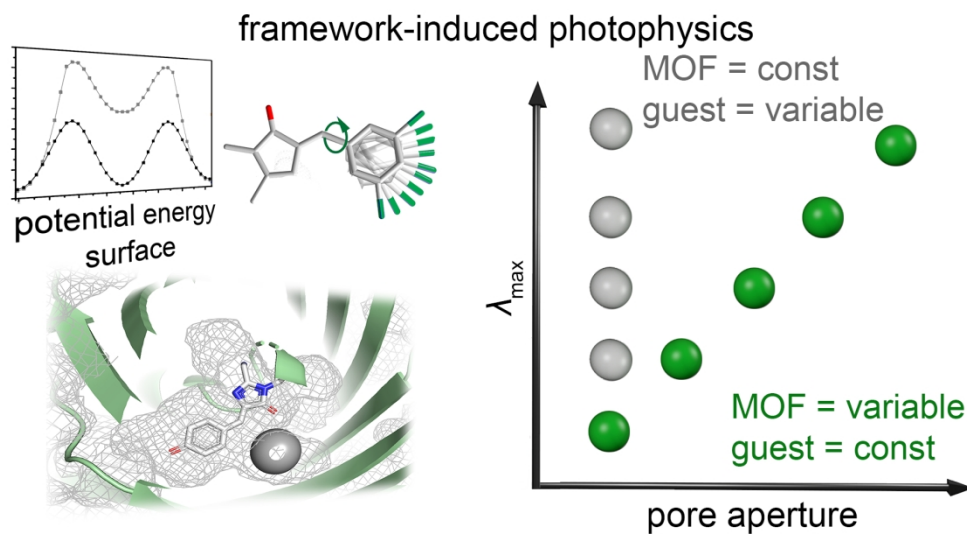 framework-induced photophysics
potential energy
surface
MOF = const
guest = variable
λmax
MOF = variable
guest = const
pore aperture